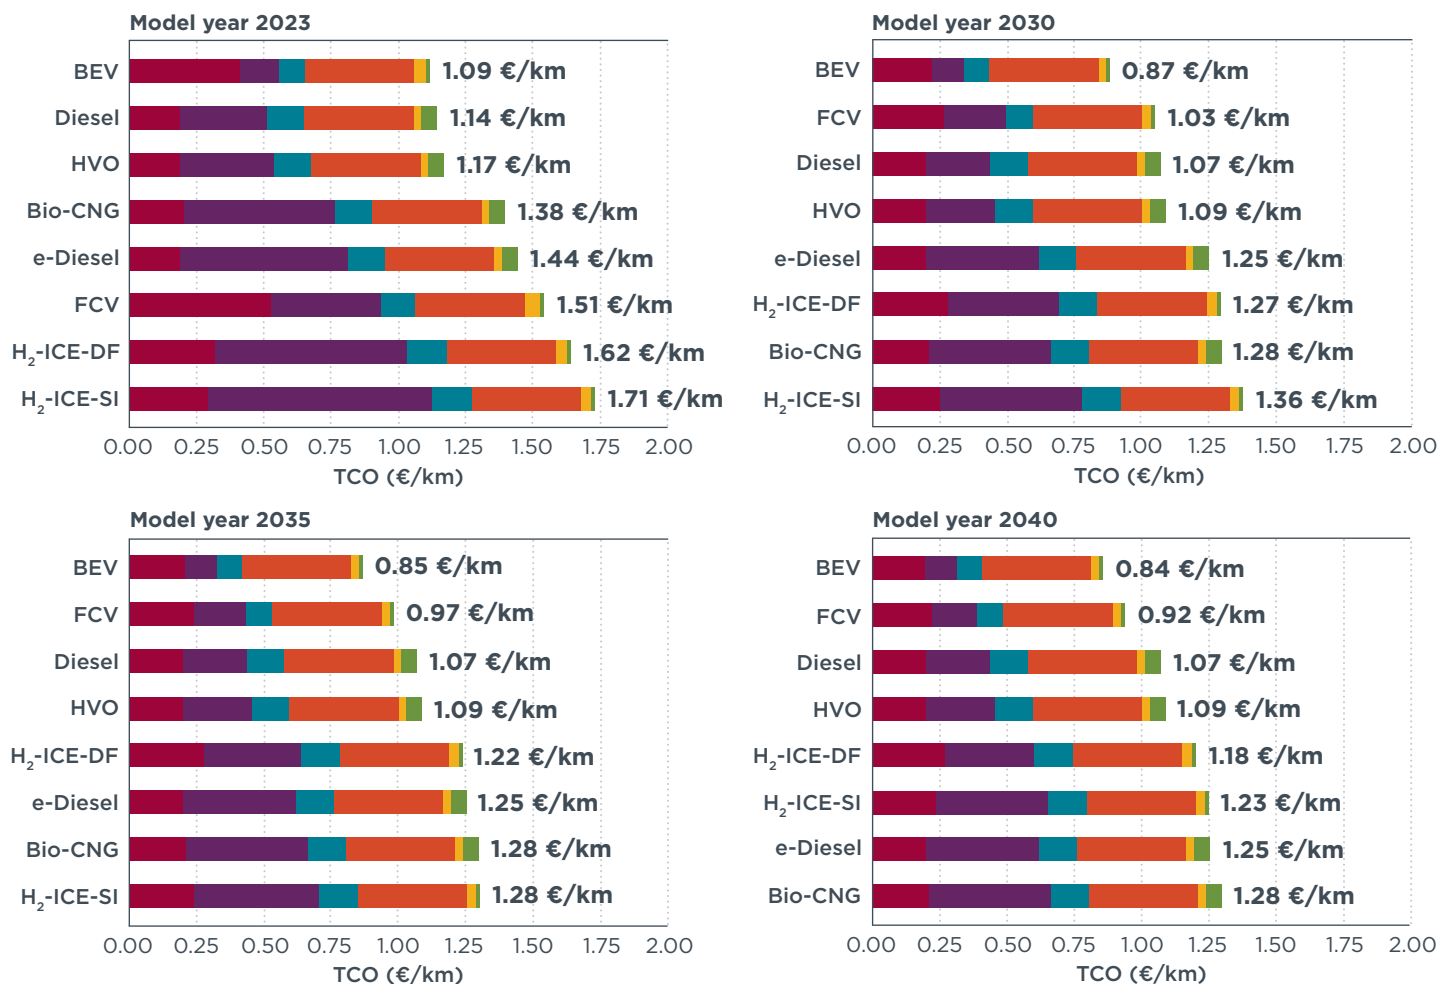 Model year 2023
BEV 1.09 €/km
Diesel 1.14 €/km
HVO 1.17 €/km
Bio-CNG 1.38 €/km
e-Diesel 1.44 €/km
FCV 1.51 €/km
H₂-ICE-DF 1.62 €/km
H₂-ICE-SI 1.71 €/km
0.00 0.25 0.50 0.75 1.00 1.25 1.50 1.75 2.00
TCO (€/km)
Model year 2030
BEV 0.87 €/km
FCV 1.03 €/km
Diesel 1.07 €/km
HVO 1.09 €/km
e-Diesel 1.25 €/km
H₂-ICE-DF 1.27 €/km
Bio-CNG 1.28 €/km
H₂-ICE-SI 1.36 €/km
0.00 0.25 0.50 0.75 1.00 1.25 1.50 1.75 2.00
TCO (€/km)
Model year 2035
BEV 0.85 €/km
FCV 0.97 €/km
Diesel 1.07 €/km
HVO 1.09 €/km
H₂-ICE-DF 1.22 €/km
e-Diesel 1.25 €/km
Bio-CNG 1.28 €/km
H₂-ICE-SI 1.28 €/km
0.00 0.25 0.50 0.75 1.00 1.25 1.50 1.75 2.00
TCO (€/km)
Model year 2040
BEV 0.84 €/km
FCV 0.92 €/km
Diesel 1.07 €/km
HVO 1.09 €/km
H₂-ICE-DF 1.18 €/km
H₂-ICE-SI 1.23 €/km
e-Diesel 1.25 €/km
Bio-CNG 1.28 €/km
0.00 0.25 0.50 0.75 1.00 1.25 1.50 1.75 2.00
TCO (€/km)